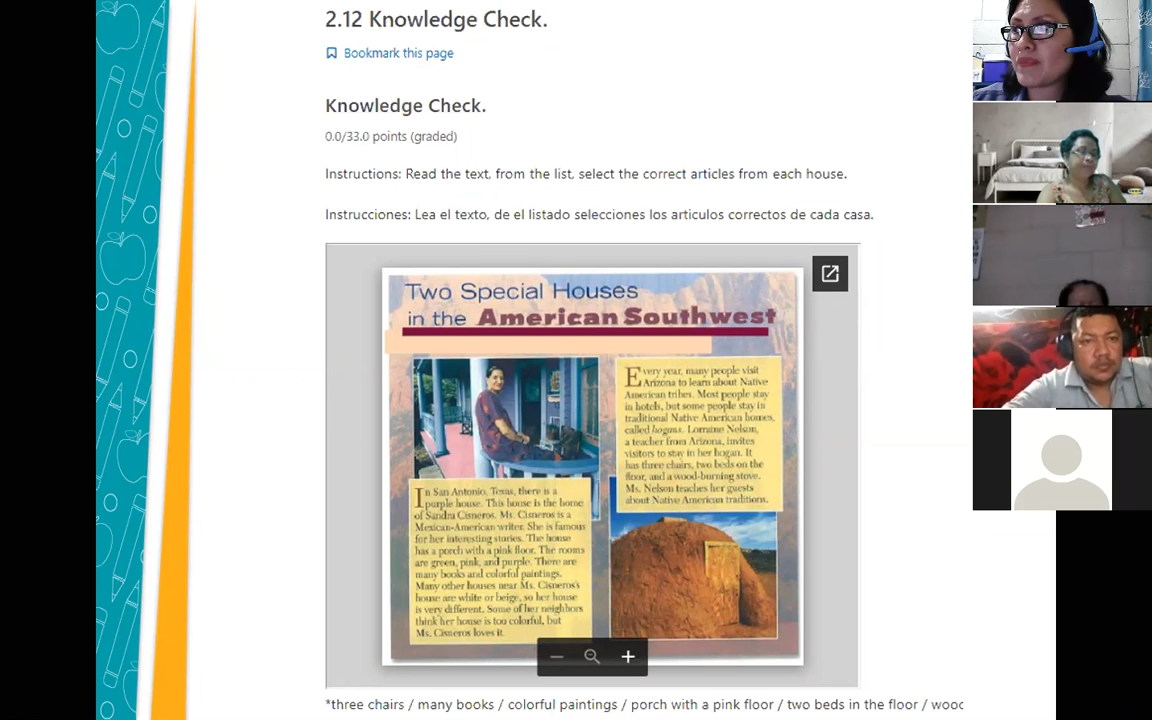 2.12 Knowledge Check.
Bookmark this page
Knowledge Check.
0.0/33.0 points (graded)
Instructions: Read the text, from the list, select the correct articles from each house.
Instrucciones: Lea el texto, de el listado selecciones los articulos correctos de cada casa.
Two Special Houses
in the American Southwest
In San Antonio, Texas, there is a
purple house. This house is the home
of Sandra Cisneros. Ms. Cisneros is a
Mexican-American writer. She is famous
for her interesting stories. The house
has a porch with a pink floor. The rooms
are green, pink, and purple. There are
many books and colorful paintings.
Many other houses near Ms. Cisneros's
house are white or beige, so her house
is very different. Some of her neighbors
think her house is too colorful, but
Ms. Cisneros loves it.
Every year, many people visit
Arizona to learn about Native
American tribes. Most people stay
in hotels, but some people stay in
traditional Native American homes,
called hogans. Lorraine Nelson,
a teacher from Arizona, invites
visitors to stay in her hogan. It
has three chairs, two beds on the
floor, and a wood-burning stove.
Ms. Nelson teaches her guests
about Native American traditions.
*three chairs / many books / colorful paintings / porch with a pink floor / two beds in the floor /